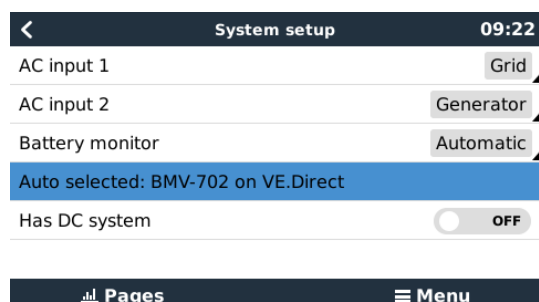 System setup 09:22
AC input 1 Grid
AC input 2 Generator
Battery monitor Automatic
Auto selected: BMV-702 on VE.Direct
Has DC system OFF
Pages Menu